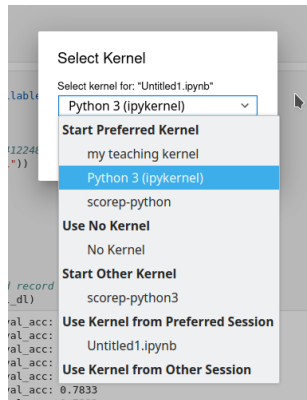 Select Kernel
Select kernel for: "Untitled1.ipynb"
Python 3 (ipykernel)
Start Preferred Kernel
my teaching kernel
Python 3 (ipykernel)
scorep-python
Use No Kernel
No Kernel
Start Other Kernel
scorep-python3
Use Kernel from Preferred Session
Untitled1.ipynb
Use Kernel from Other Session
lable
"))
record
_dl)
val_acc:
val_acc:
val_acc:
val_acc:
val_acc: 0.7833